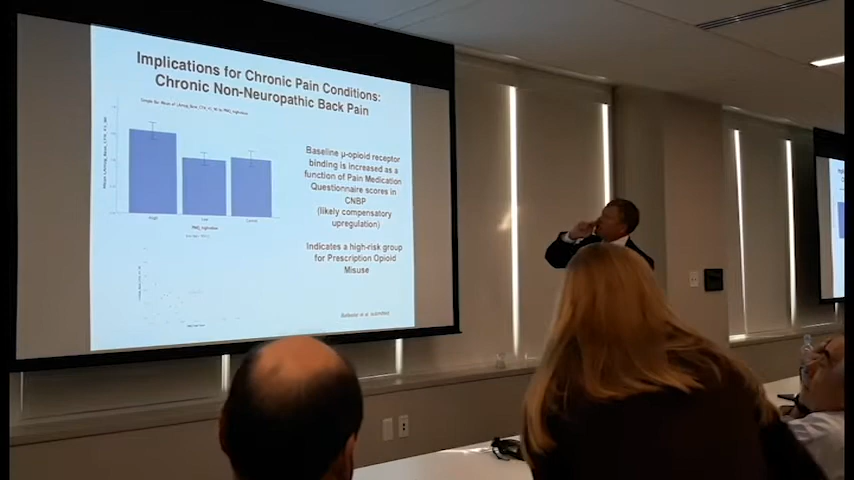 Implications for Chronic Pain Conditions:
Chronic Non-Neuropathic Back Pain
Baseline µ-opioid receptor
binding is increased as a
function of Pain Medication
Questionnaire scores in
CNBP
(likely compensatory
upregulation)
Indicates a high-risk group
for Prescription Opioid
Misuse